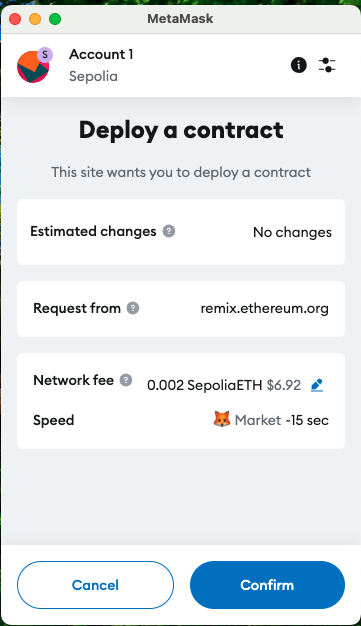 MetaMask
S
Account 1
Sepolia
Deploy a contract
This site wants you to deploy a contract
Estimated changes ? No changes
Request from ? remix.ethereum.org
Network fee ? 0.002 SepoliaETH $6.92
Speed Market ~15 sec
Cancel Confirm